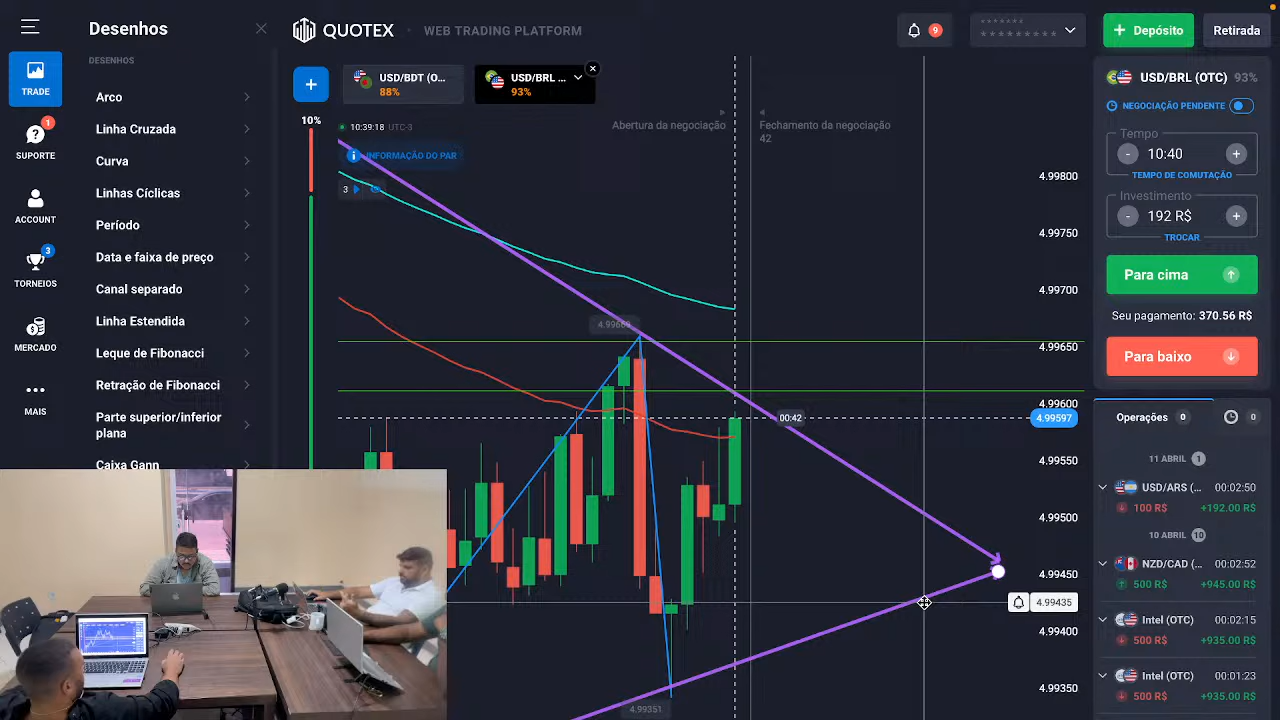 Desenhos
QUOTEX
WEB TRADING PLATFORM
9
*******
*********
Depósito
Retirada
DESENHOS
TRADE
Arco
Linha Cruzada
1
SUPORTE
Curva
Linhas Cíclicas
ACCOUNT
Período
3
TORNEIOS
Data e faixa de preço
Canal separado
Linha Estendida
MERCADO
Leque de Fibonacci
Retração de Fibonacci
MAIS
Parte superior/inferior
plana
Caixa Gann
USD/BDT (O...
88%
USD/BRL ...
93%
10%
10:39:18 UTC-3
INFORMAÇÃO DO PAR
3
Abertura da negociação
Fechamento da negociação
42
4.99666
00:42
4.99351
4.99800
4.99750
4.99700
4.99650
4.99600
4.99597
4.99550
4.99500
4.99450
4.99435
4.99400
4.99350
USD/BRL (OTC) 93%
NEGOCIAÇÃO PENDENTE
Tempo
- 10:40 +
TEMPO DE COMUTAÇÃO
Investimento
- 192 R$ +
TROCAR
Para cima
Seu pagamento: 370.56 R$
Para baixo
Operações 0
0
11 ABRIL 1
USD/ARS (... 00:02:50
100 R$ +192.00 R$
10 ABRIL 10
NZD/CAD (... 00:02:52
500 R$ +945.00 R$
Intel (OTC) 00:01:15
500 R$ +935.00 R$
Intel (OTC) 00:01:23
500 R$ +935.00 R$